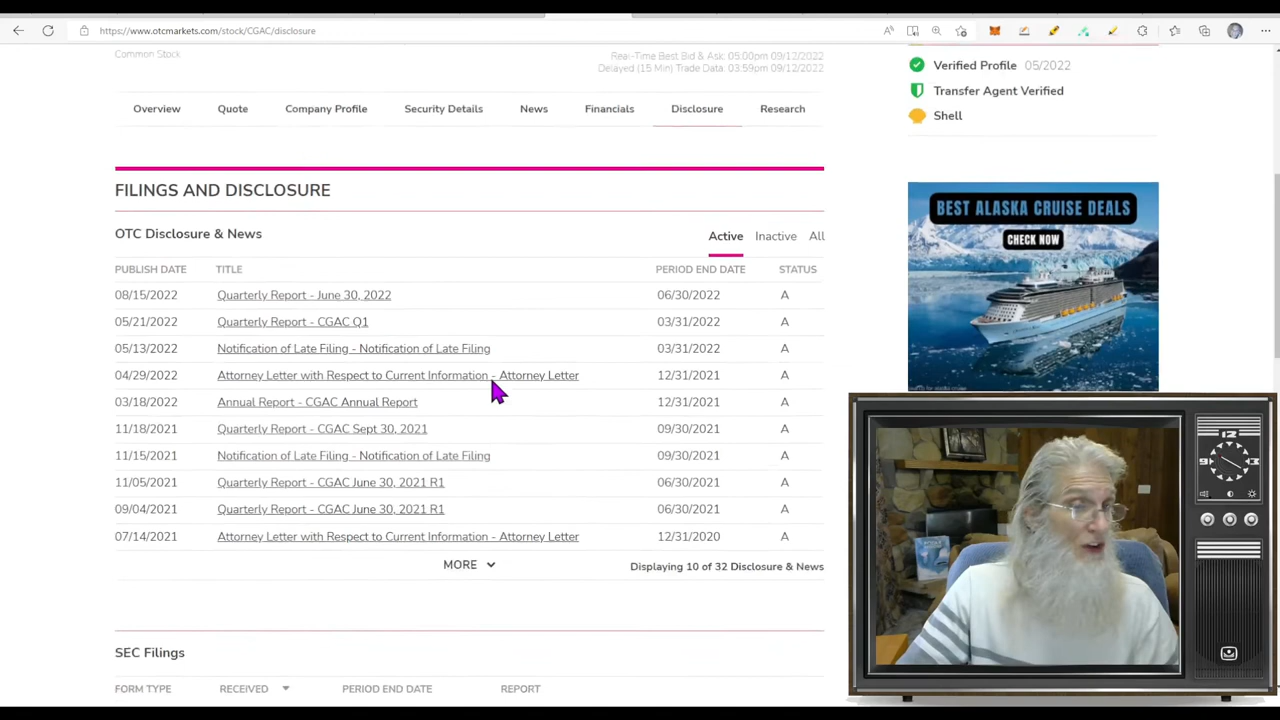 https://www.otcmarkets.com/stock/CGAC/disclosure
Common Stock
Real-Time Best Bid & Ask: 05:00pm 09/12/2022
Delayed (15 Min) Trade Data: 03:59pm 09/12/2022
Overview Quote Company Profile Security Details News Financials Disclosure Research
Verified Profile 05/2022
Transfer Agent Verified
Shell
FILINGS AND DISCLOSURE
OTC Disclosure & News
Active Inactive All
PUBLISH DATE TITLE PERIOD END DATE STATUS
08/15/2022 Quarterly Report - June 30, 2022 06/30/2022 A
05/21/2022 Quarterly Report - CGAC Q1 03/31/2022 A
05/13/2022 Notification of Late Filing - Notification of Late Filing 03/31/2022 A
04/29/2022 Attorney Letter with Respect to Current Information - Attorney Letter 12/31/2021 A
03/18/2022 Annual Report - CGAC Annual Report 12/31/2021 A
11/18/2021 Quarterly Report - CGAC Sept 30, 2021 09/30/2021 A
11/15/2021 Notification of Late Filing - Notification of Late Filing 09/30/2021 A
11/05/2021 Quarterly Report - CGAC June 30, 2021 R1 06/30/2021 A
09/04/2021 Quarterly Report - CGAC June 30, 2021 R1 06/30/2021 A
07/14/2021 Attorney Letter with Respect to Current Information - Attorney Letter 12/31/2020 A
MORE
Displaying 10 of 32 Disclosure & News
SEC Filings
FORM TYPE RECEIVED PERIOD END DATE REPORT
BEST ALASKA CRUISE DEALS
CHECK NOW
12
9 3